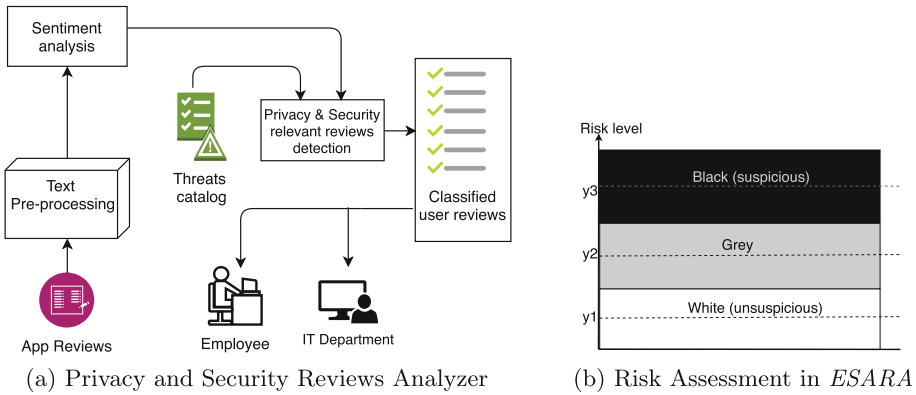 Sentiment
analysis
Privacy & Security
relevant reviews
detection
Threats
catalog
Classified
user reviews
Text
Pre-processing
App Reviews
Employee
IT Department
(a) Privacy and Security Reviews Analyzer
Risk level
y3
Black (suspicious)
y2
Grey
y1
White (unsuspicious)
(b) Risk Assessment in ESARA